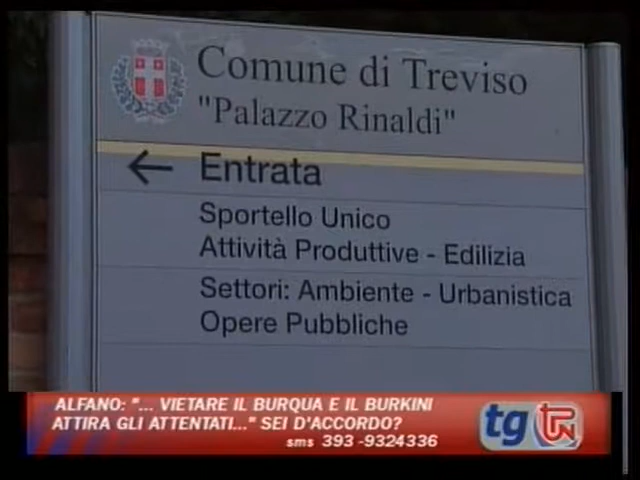 Comune di Treviso
"Palazzo Rinaldi"
Entrata
Sportello Unico
Attività Produttive - Edilizia
Settori: Ambiente - Urbanistica
Opere Pubbliche
ALFANO: "... VIETARE IL BURQUA E IL BURKINI
ATTIRA GLI ATTENTATI..." SEI D'ACCORDO?
sms 393 -9324336
tg TRN